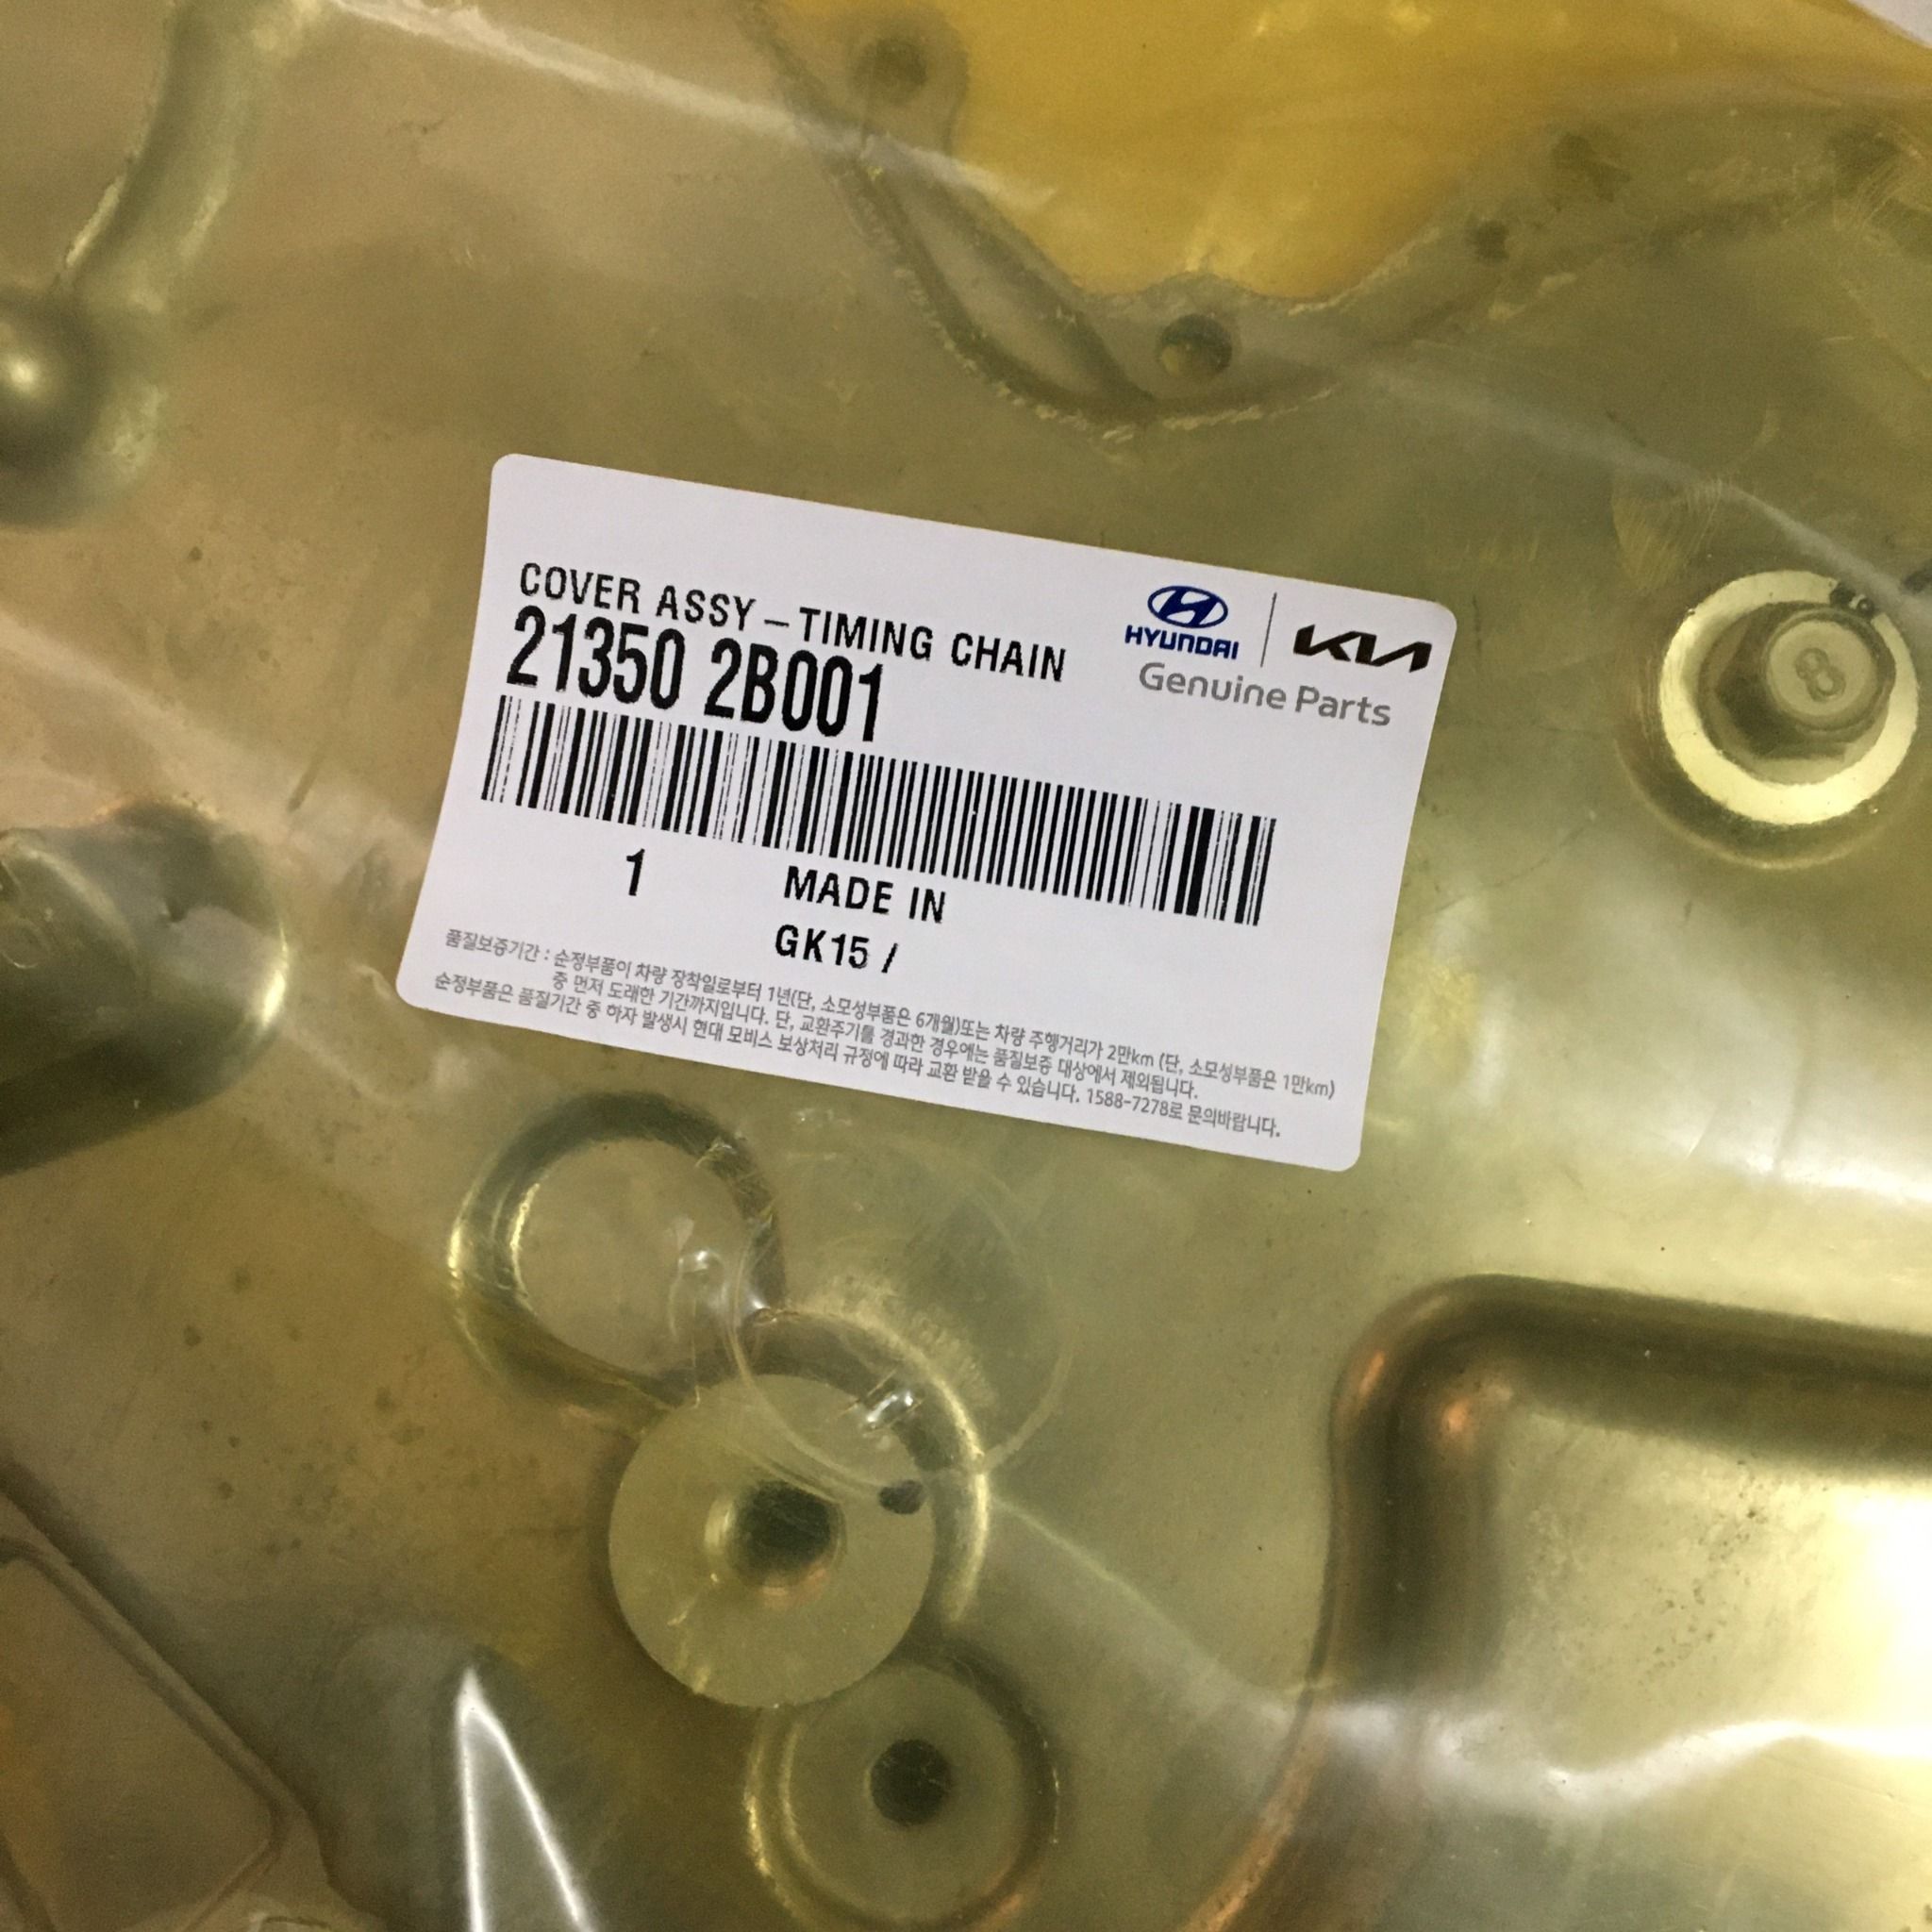 COVER ASSY – TIMING CHAIN
21350 2B001
HYUNDAI
KIA
Genuine Parts
1
MADE IN
GK15 /
품질보증기간 : 순정부품이 차량 장착일로부터 1년(단, 소모성부품은 6개월)또는 차량 주행거리가 2만km (단, 소모성부품은 1만km)
중 먼저 도래한 기간까지입니다. 단, 교환주기를 경과한 경우에는 품질보증 대상에서 제외됩니다.
순정부품은 품질기간 중 하자 발생시 현대 모비스 보상처리 규정에 따라 교환 받을 수 있습니다. 1588-7278로 문의바랍니다.
8